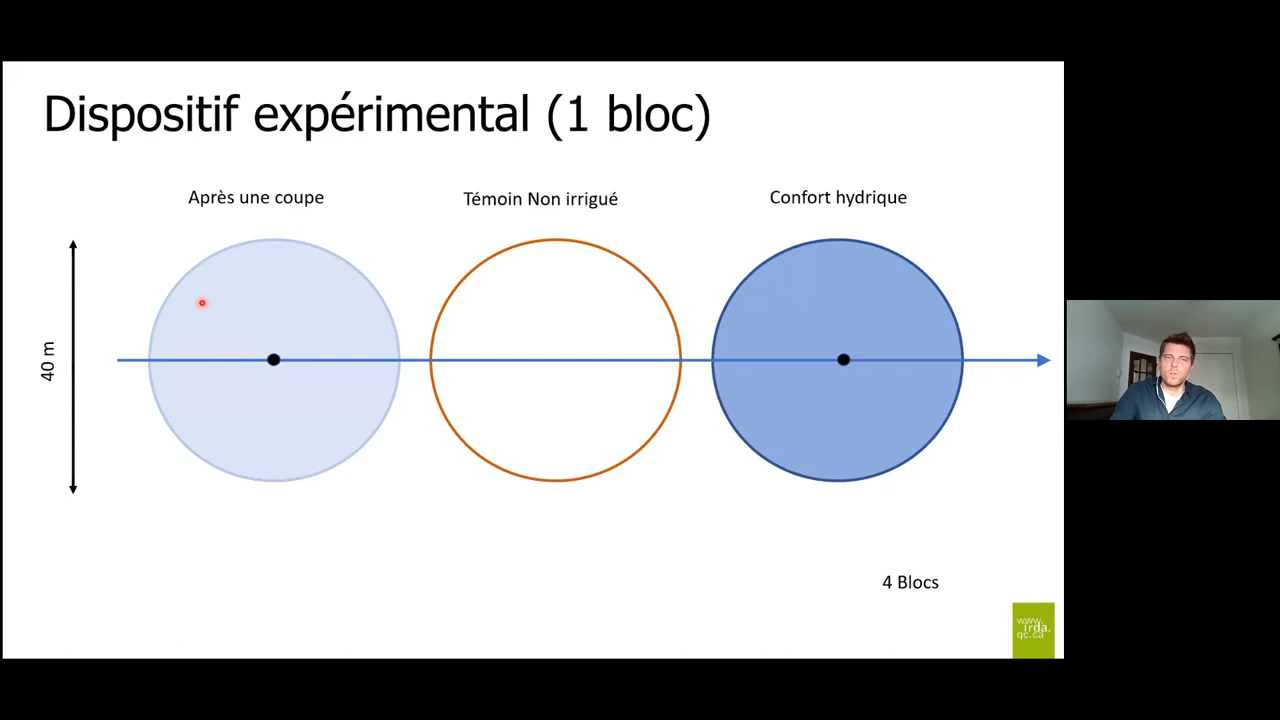 Dispositif expérimental (1 bloc)
Après une coupe
Témoin Non irrigué
Confort hydrique
40 m
4 Blocs
www.
irda.
qc.ca